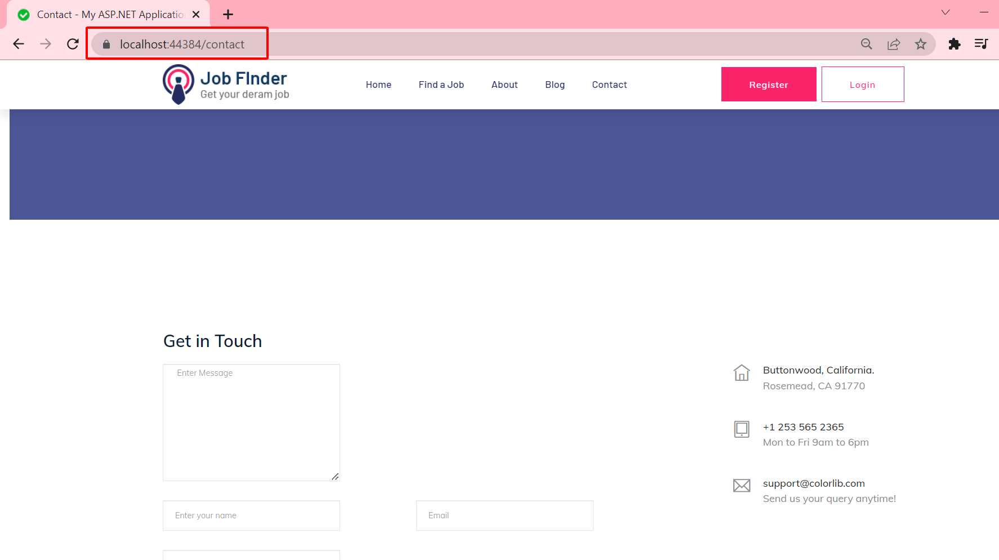 Contact - My ASP.NET Applicatio
localhost:44384/contact
Job FInder
Get your deram job
Home
Find a Job
About
Blog
Contact
Register
Login
Get in Touch
Enter Message
Buttonwood, California.
Rosemead, CA 91770
+1 253 565 2365
Mon to Fri 9am to 6pm
support@colorlib.com
Send us your query anytime!
Enter your name
Email